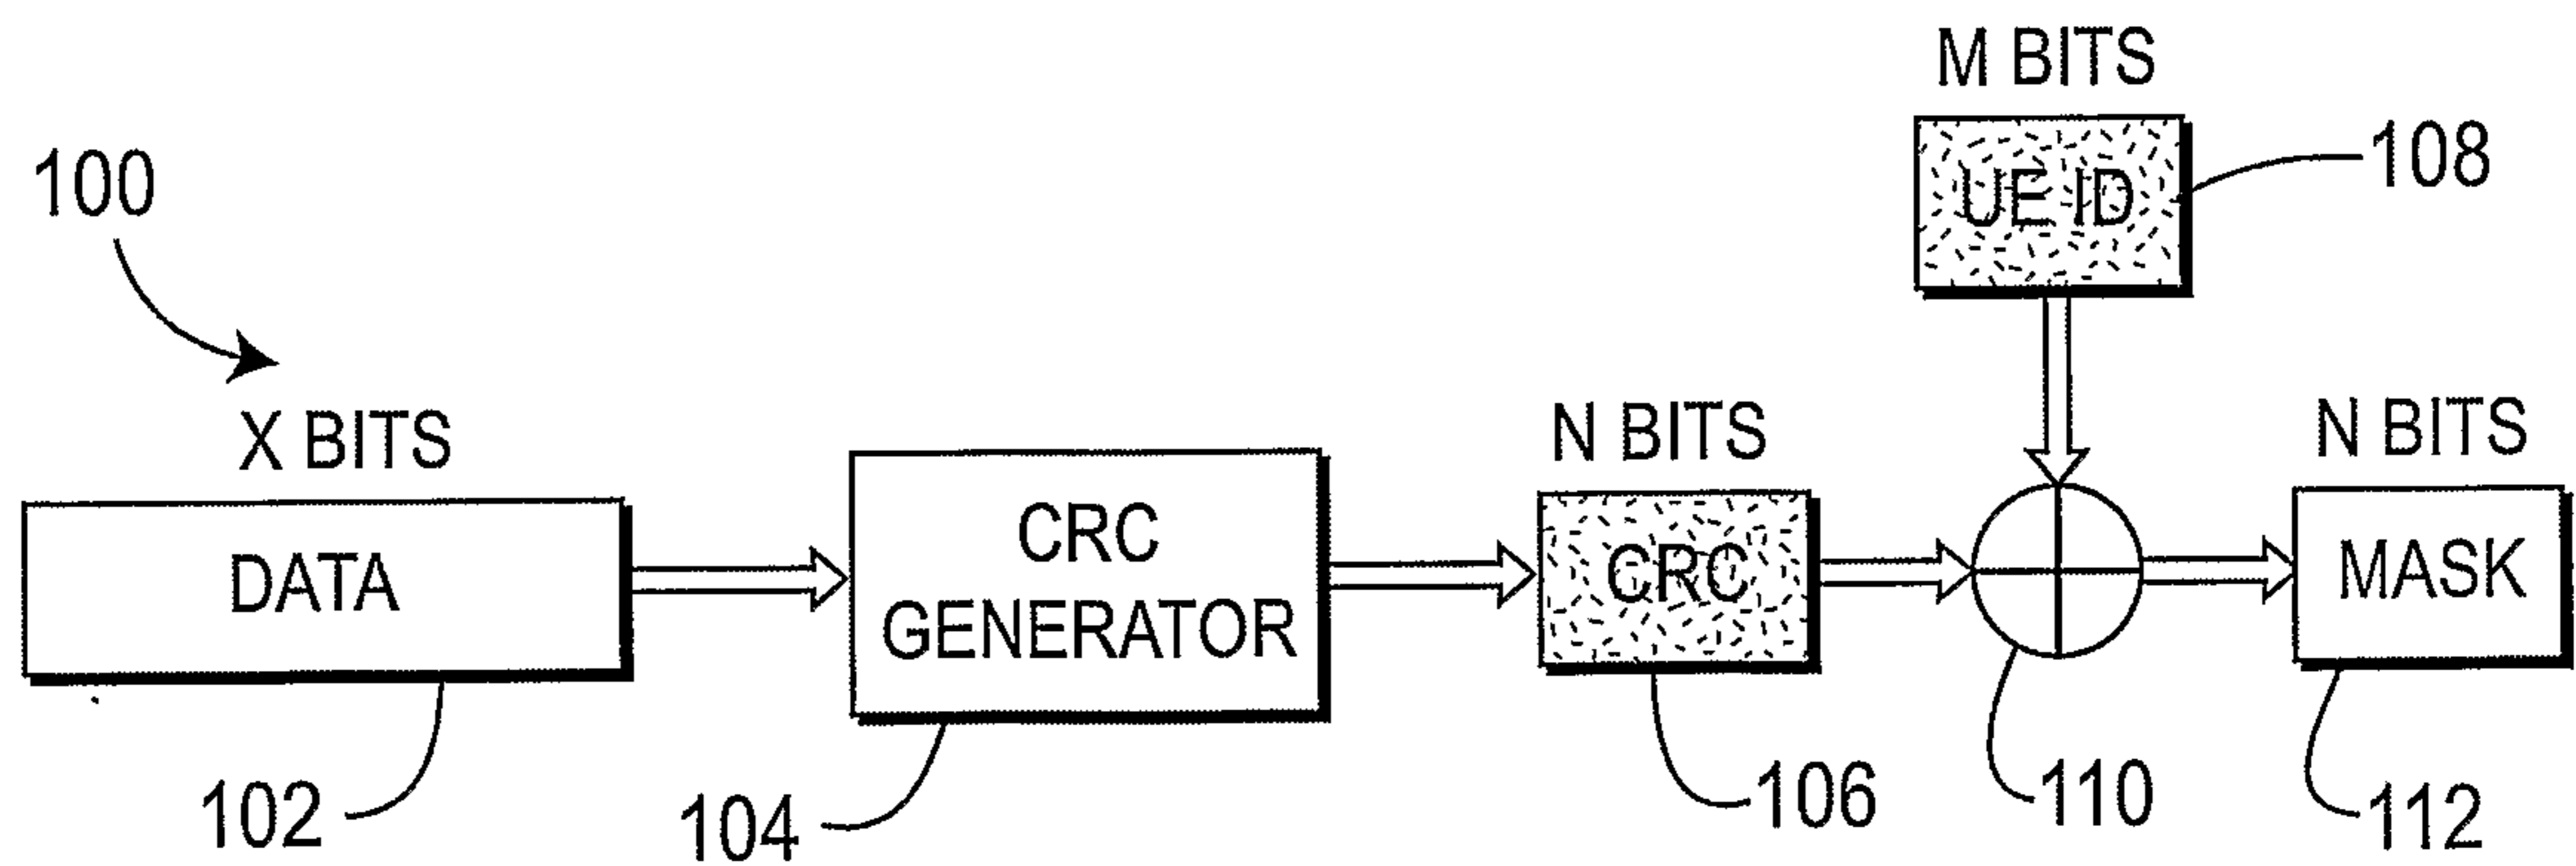 M BITS
UE ID
108
100
X BITS
DATA
CRC
GENERATOR
N BITS
CRC
N BITS
MASK
102
104
106
110
112